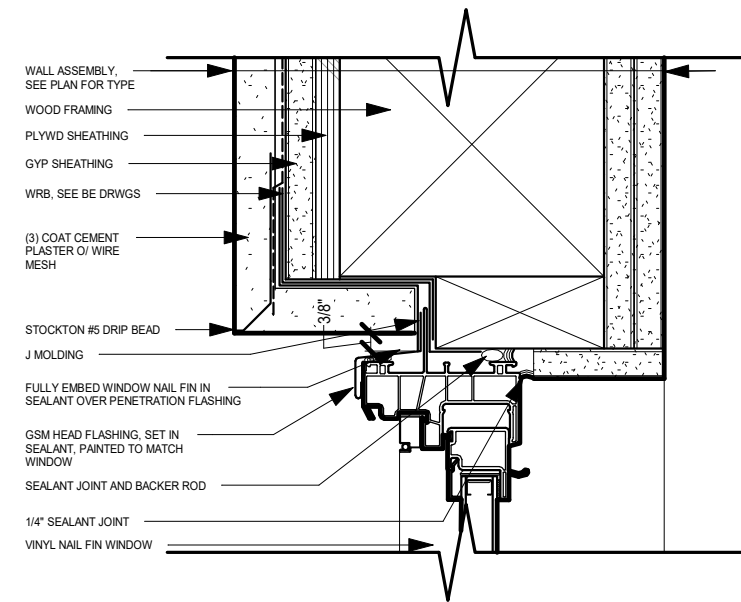 WALL ASSEMBLY,
SEE PLAN FOR TYPE
WOOD FRAMING
PLYWD SHEATHING
GYP SHEATHING
WRB, SEE BE DRWGS
(3) COAT CEMENT
PLASTER O/ WIRE
MESH
STOCKTON #5 DRIP BEAD
3/8"
J MOLDING
FULLY EMBED WINDOW NAIL FIN IN
SEALANT OVER PENETRATION FLASHING
GSM HEAD FLASHING, SET IN
SEALANT, PAINTED TO MATCH
WINDOW
SEALANT JOINT AND BACKER ROD
1/4" SEALANT JOINT
VINYL NAIL FIN WINDOW